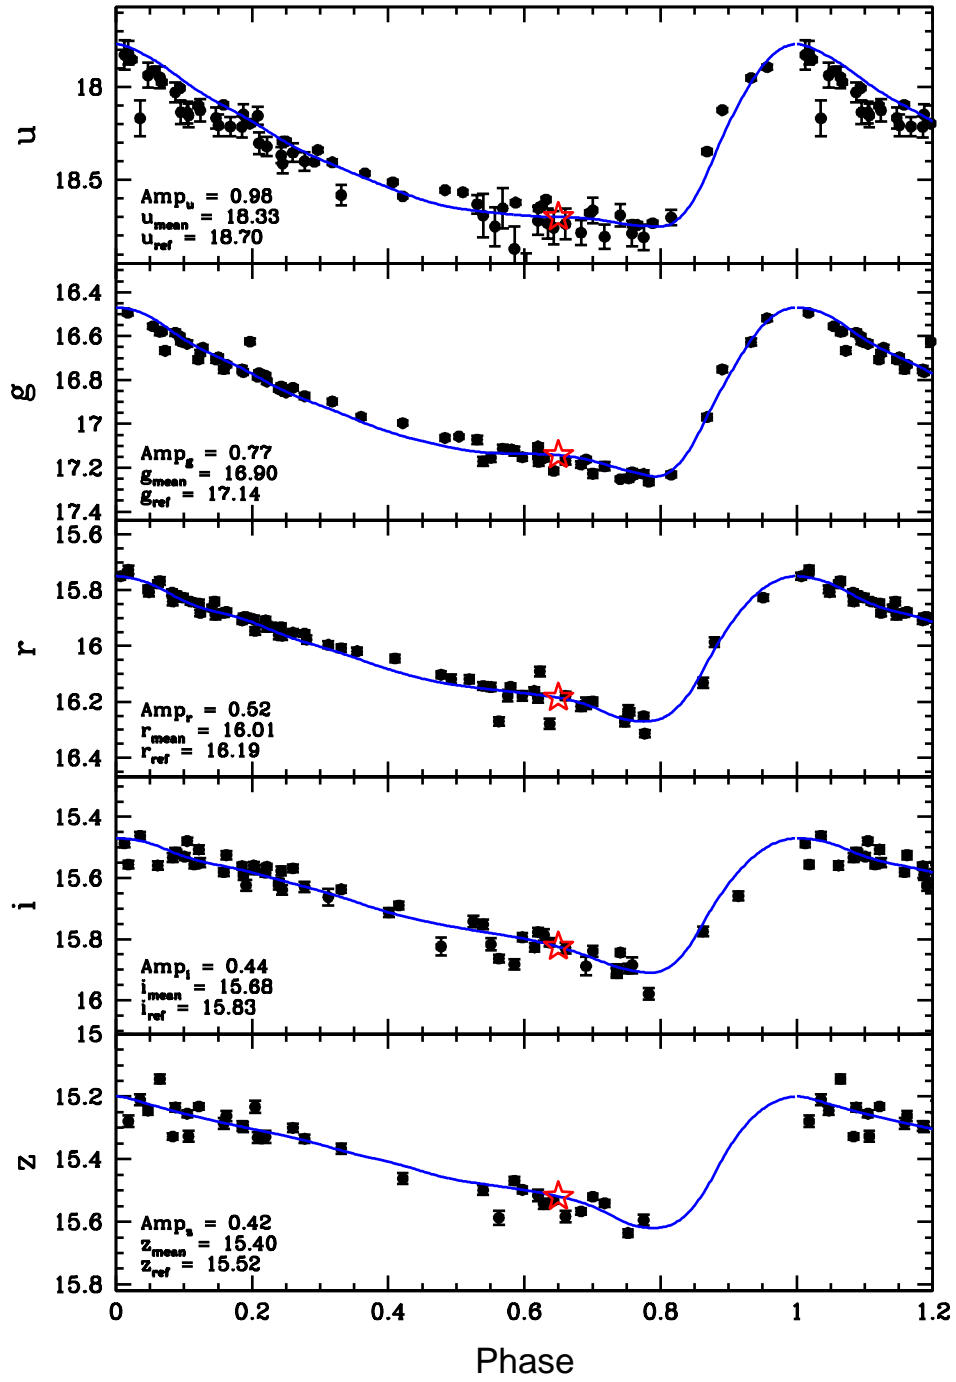 18
18.5
u
Amp_u = 0.98
u_mean = 18.33
u_ref = 18.70
16.4
16.6
16.8
17
17.2
17.4
g
Amp_g = 0.77
g_mean = 16.90
g_ref = 17.14
15.6
15.8
16
16.2
16.4
r
Amp_r = 0.52
r_mean = 16.01
r_ref = 16.19
15.4
15.6
15.8
16
i
Amp_i = 0.44
i_mean = 15.68
i_ref = 15.83
15
15.2
15.4
15.6
15.8
z
Amp_z = 0.42
z_mean = 15.40
z_ref = 15.52
0 0.2 0.4 0.6 0.8 1 1.2
Phase